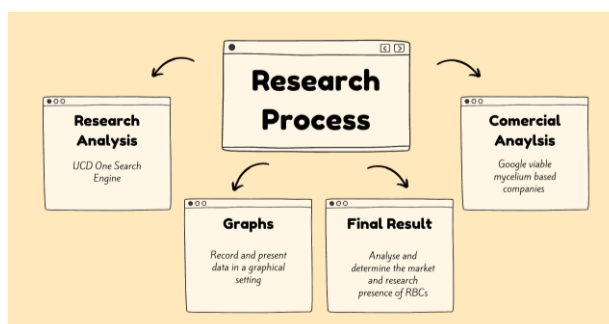 Research
Process
Research
Analysis
UCD One Search
Engine
Comercial
Anaylsis
Google viable
mycelium based
companies
Graphs
Record and present
data in a graphical
setting
Final Result
Analyse and
determine the market
and research
presence of RBCs